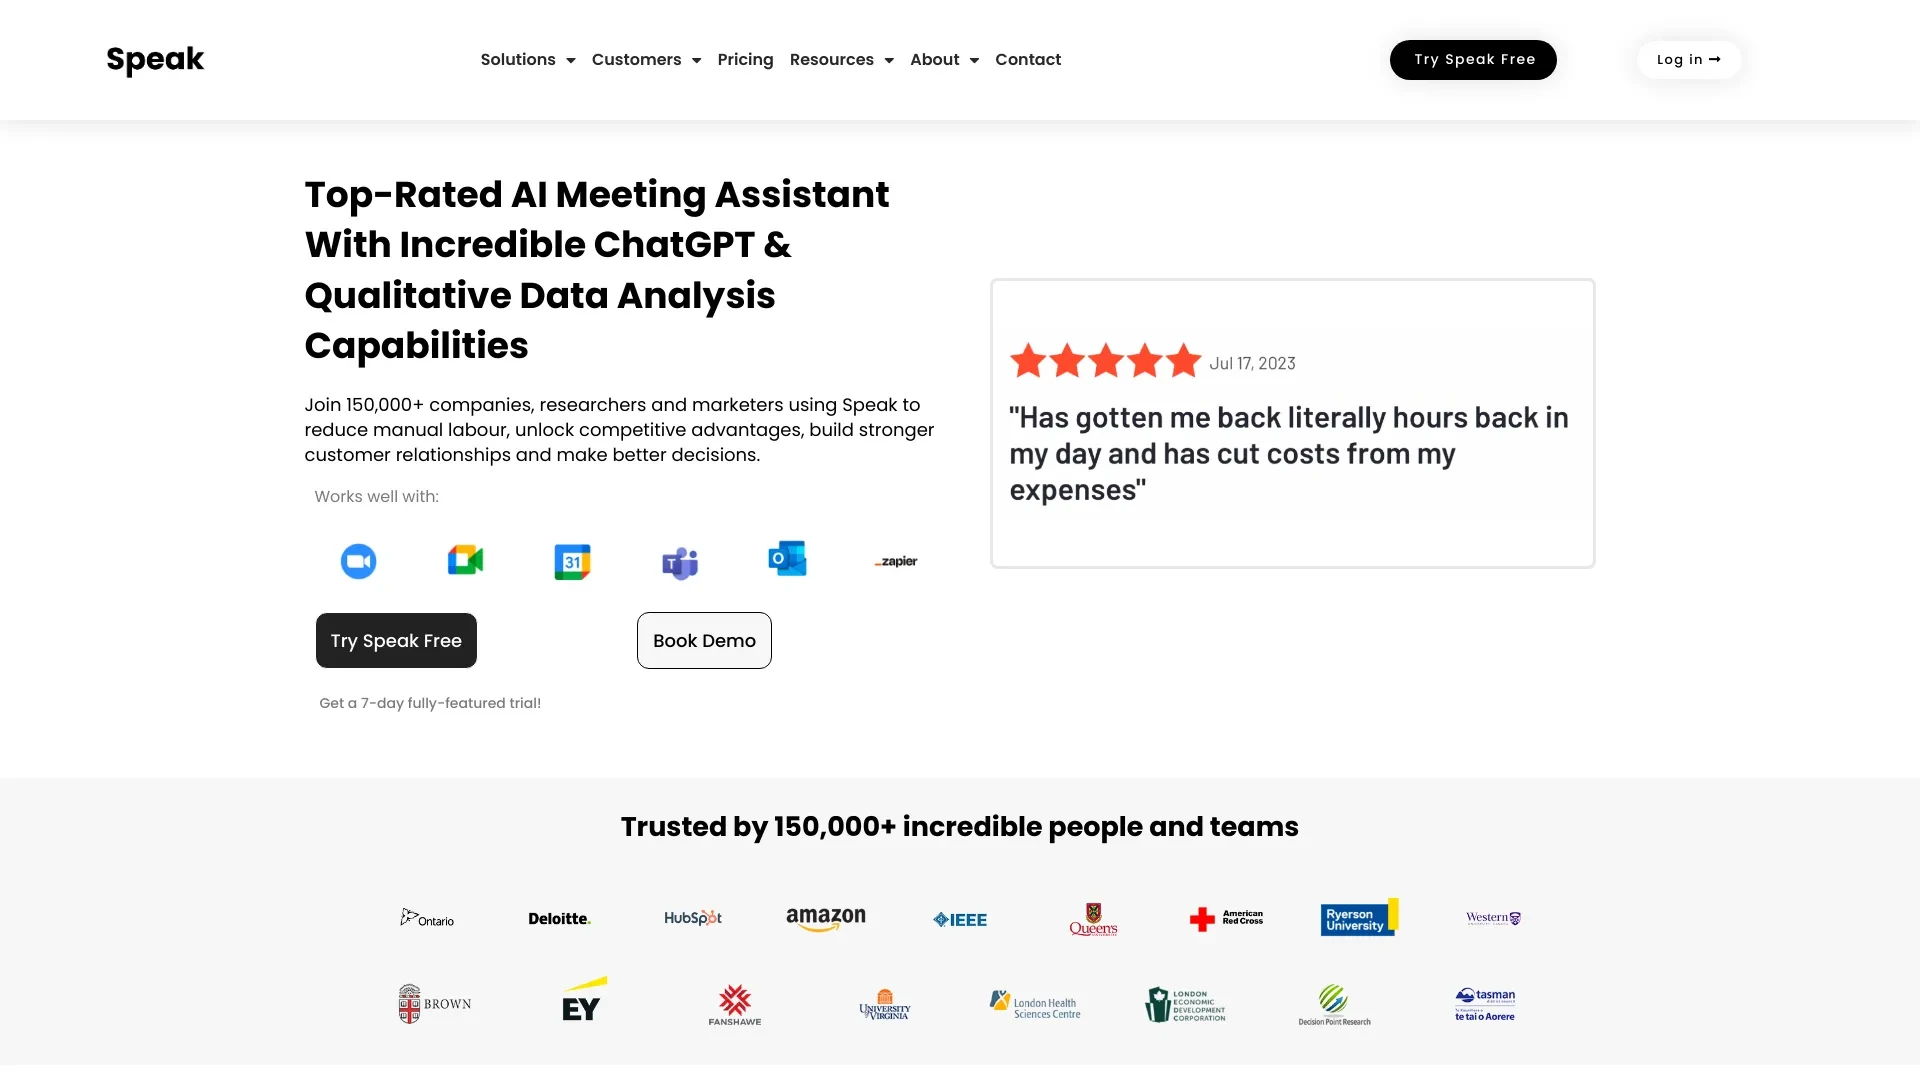 Speak
Solutions
Customers
Pricing
Resources
About
Contact
Try Speak Free
Log in
Top-Rated AI Meeting Assistant
With Incredible ChatGPT &
Qualitative Data Analysis
Capabilities
Join 150,000+ companies, researchers and marketers using Speak to
reduce manual labour, unlock competitive advantages, build stronger
customer relationships and make better decisions.
Works well with:
31
T
O
zapier
Try Speak Free
Book Demo
Get a 7-day fully-featured trial!
Jul 17, 2023
"Has gotten me back literally hours back in
my day and has cut costs from my
expenses"
Trusted by 150,000+ incredible people and teams
Ontario
Deloitte.
HubSpot
amazon
IEEE
Queen's
American
Red Cross
Ryerson
University
Western
BROWN
EY
FANSHAWE
UNIVERSITY
VIRGINIA
London Health
Sciences Centre
LONDON
ECONOMIC
DEVELOPMENT
CORPORATION
Decision Point Research
tasman
te tai o Aorere